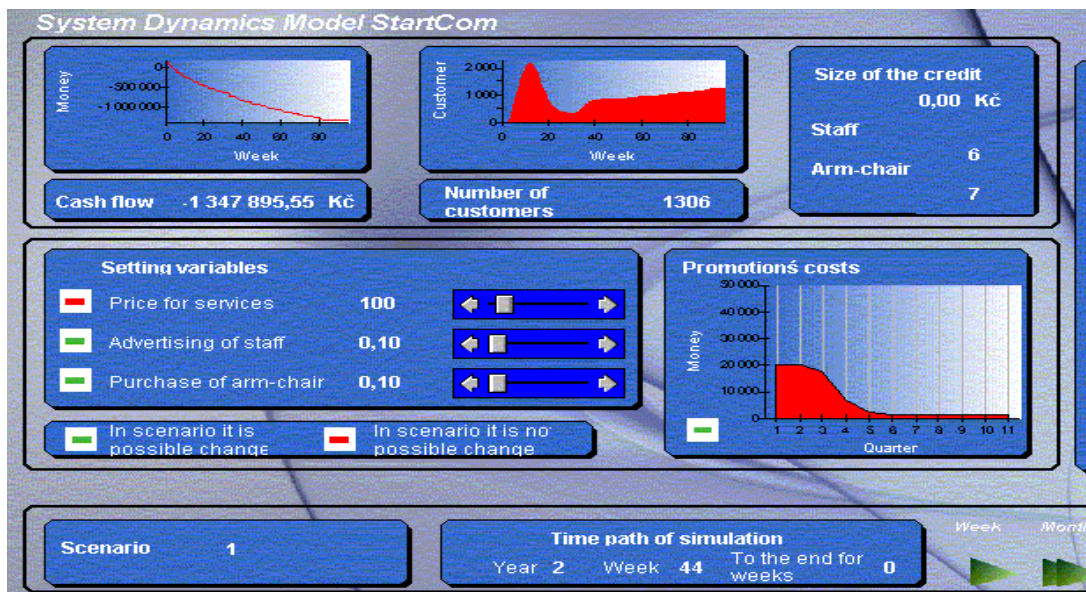 System Dynamics Model StartCom
Money
0
-500 000
-1 000 000
0 20 40 60 80
Week
Customer
2 000
1 000
0
0 20 40 60 80
Week
Size of the credit
0,00 Kč
Staff
6
Arm-chair
7
Cash flow -1 347 895,55 Kč
Number of
customers
1306
Setting variables
Price for services 100
Advertising of staff 0,10
Purchase of arm-chair 0,10
In scenario it is
possible change
In scenario it is not
possible change
Promotionś costs
Money
50 000
40 000
30 000
20 000
10 000
0
1 2 3 4 5 6 7 8 9 10 11
Quarter
Scenario 1
Time path of simulation
Year 2 Week 44 To the end for
weeks 0
Week Month